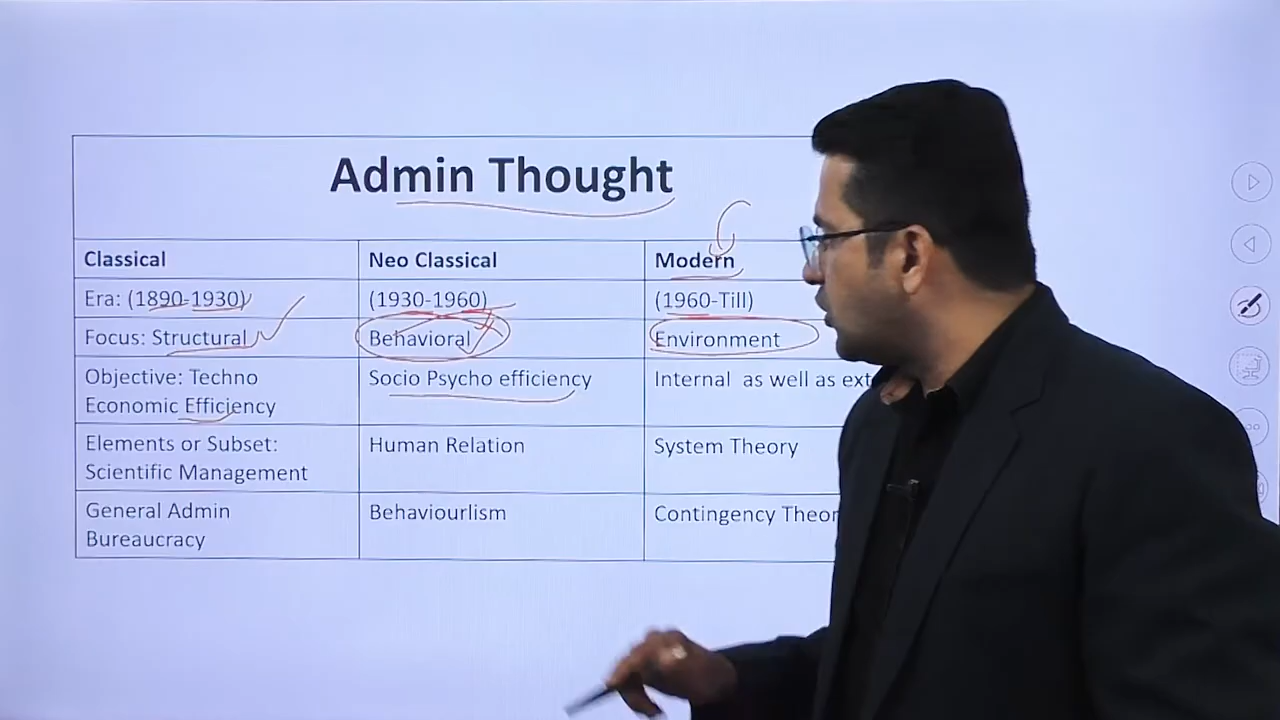 Admin Thought
Classical
Neo Classical
Modern
Era: (1890-1930)
(1930-1960)
(1960-Till)
Focus: Structural
Behavioral
Environment
Objective: Techno
Economic Efficiency
Socio Psycho efficiency
Internal as well as
Elements or Subset:
Scientific Management
Human Relation
System Theory
General Admin
Bureaucracy
Behaviourlism
Contingency